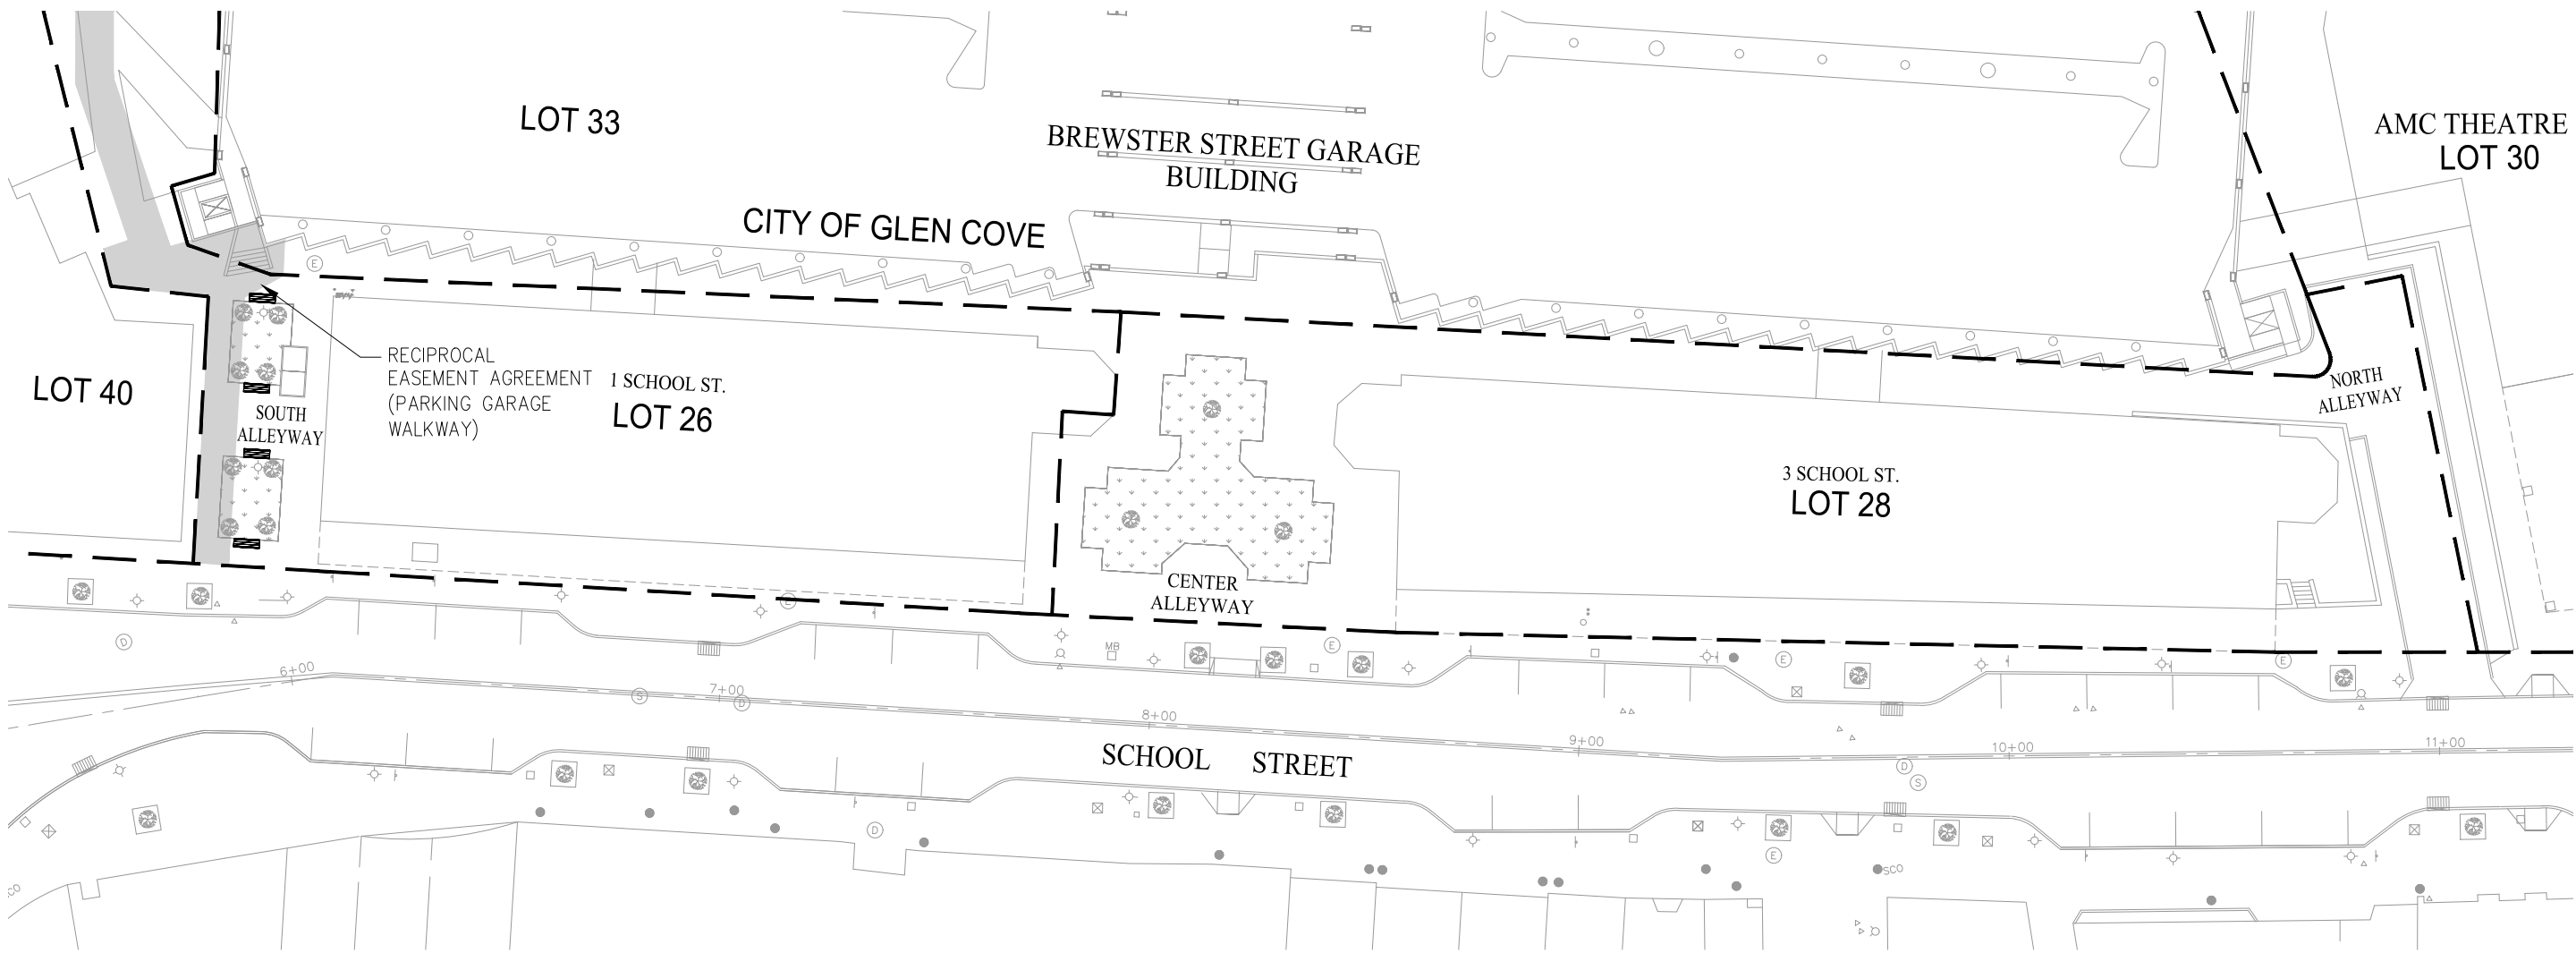 LOT 33
BREWSTER STREET GARAGE
BUILDING
CITY OF GLEN COVE
AMC THEATRE
LOT 30
E
RECIPROCAL
EASEMENT AGREEMENT
(PARKING GARAGE
WALKWAY)
1 SCHOOL ST.
LOT 26
LOT 40
SOUTH
ALLEYWAY
NORTH
ALLEYWAY
3 SCHOOL ST.
LOT 28
CENTER
ALLEYWAY
E
D
MB
E
E
E
6+00
S
7+00
D
8+00
9+00
10+00
11+00
SCHOOL STREET
D
S
D
E
SCO